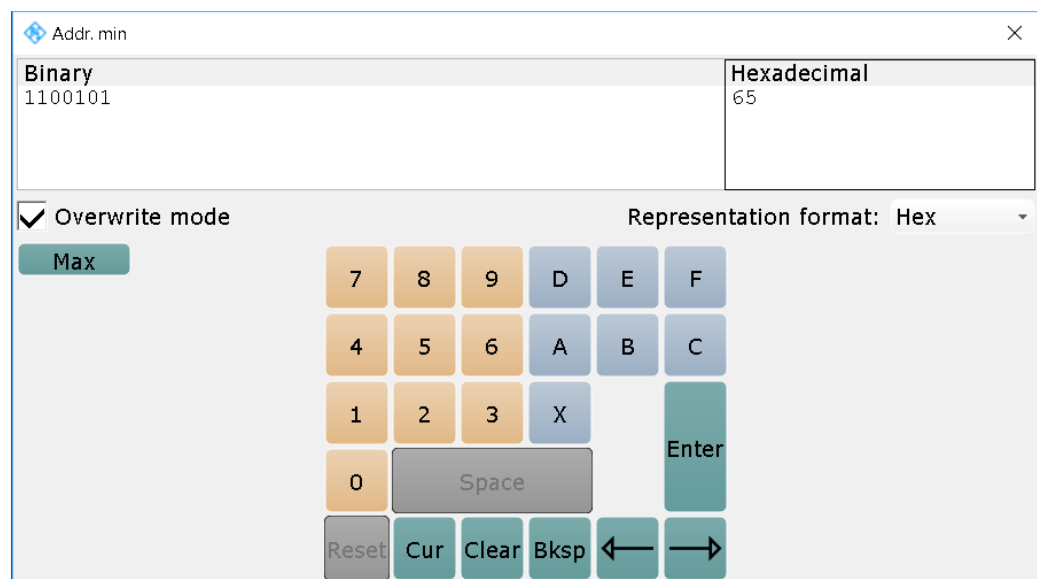 Addr. min
Binary Hexadecimal
1100101 65
Overwrite mode Representation format: Hex
Max
7 8 9 D E F
4 5 6 A B C
1 2 3 X
Enter
0 Space
Reset Cur Clear Bksp